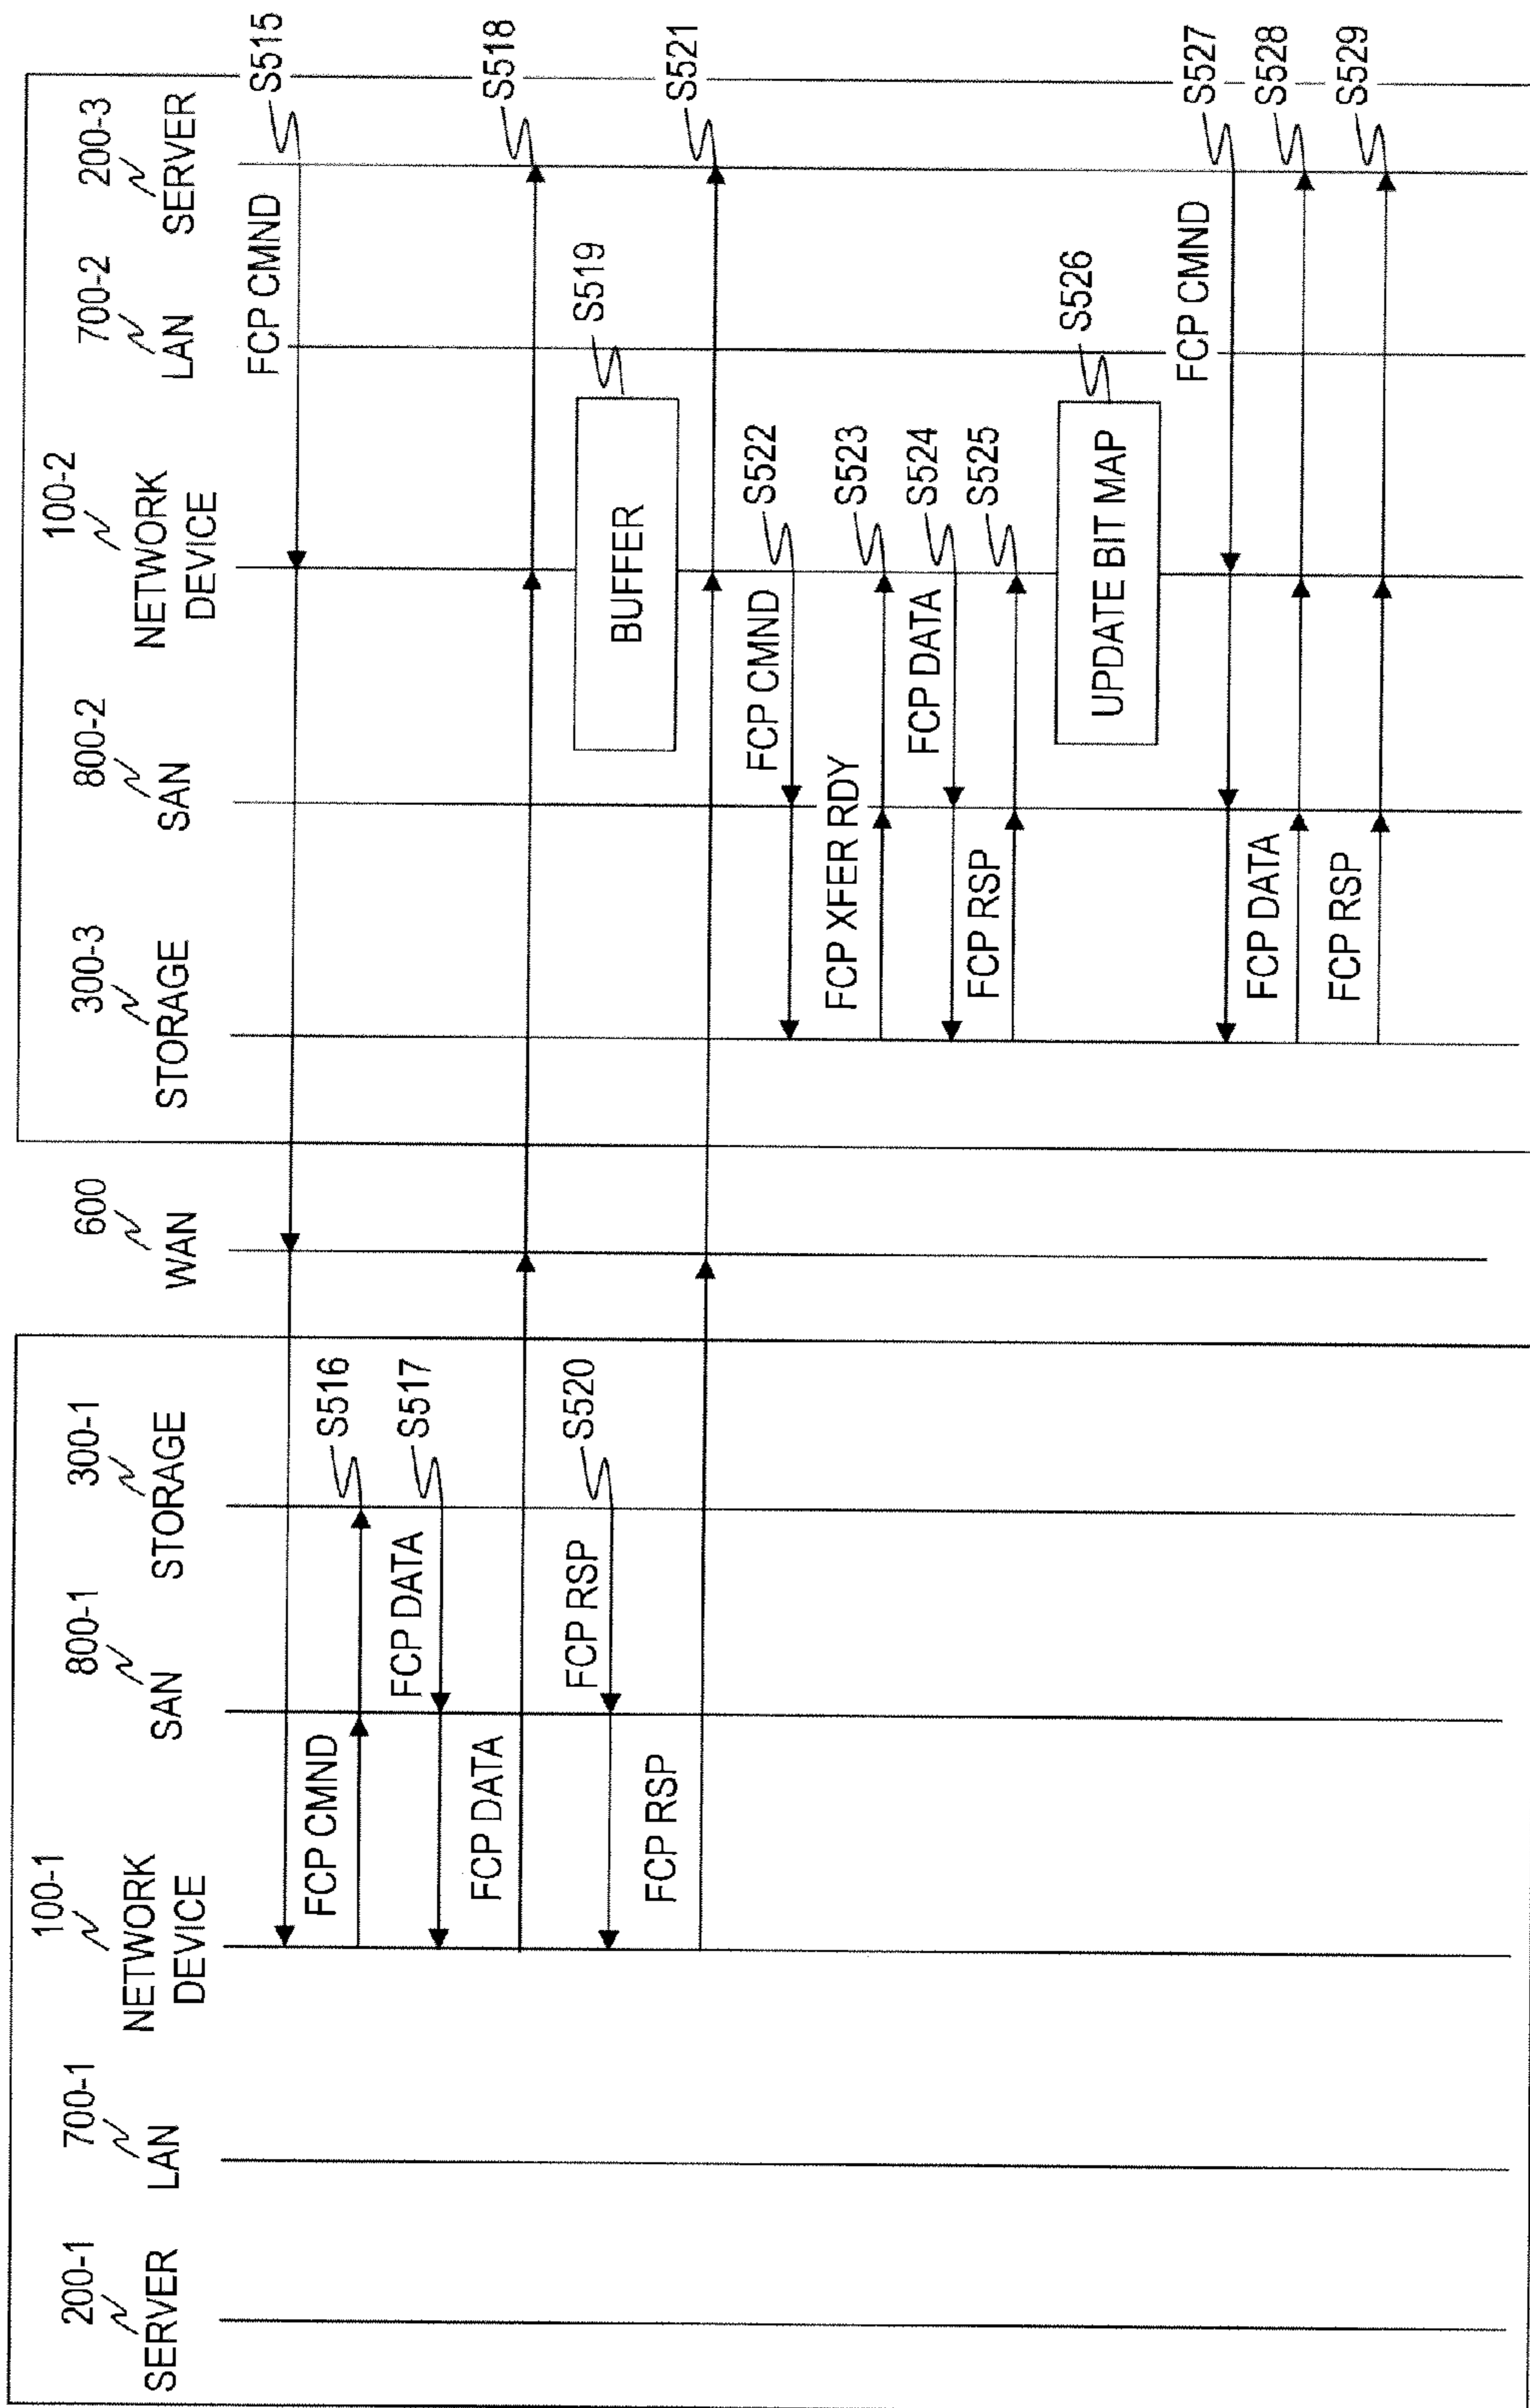 200-1
SERVER
700-1
LAN
100-1
NETWORK
DEVICE
800-1
SAN
300-1
STORAGE
600
WAN
300-3
STORAGE
800-2
SAN
100-2
NETWORK
DEVICE
700-2
LAN
200-3
SERVER
FCP CMND
S515
FCP CMND
S516
FCP DATA
S517
FCP DATA
S518
BUFFER
S519
FCP RSP
S520
FCP RSP
S521
FCP CMND
S522
FCP XFER RDY
S523
FCP DATA
S524
FCP RSP
S525
UPDATE BIT MAP
S526
FCP CMND
S527
FCP DATA
S528
FCP RSP
S529